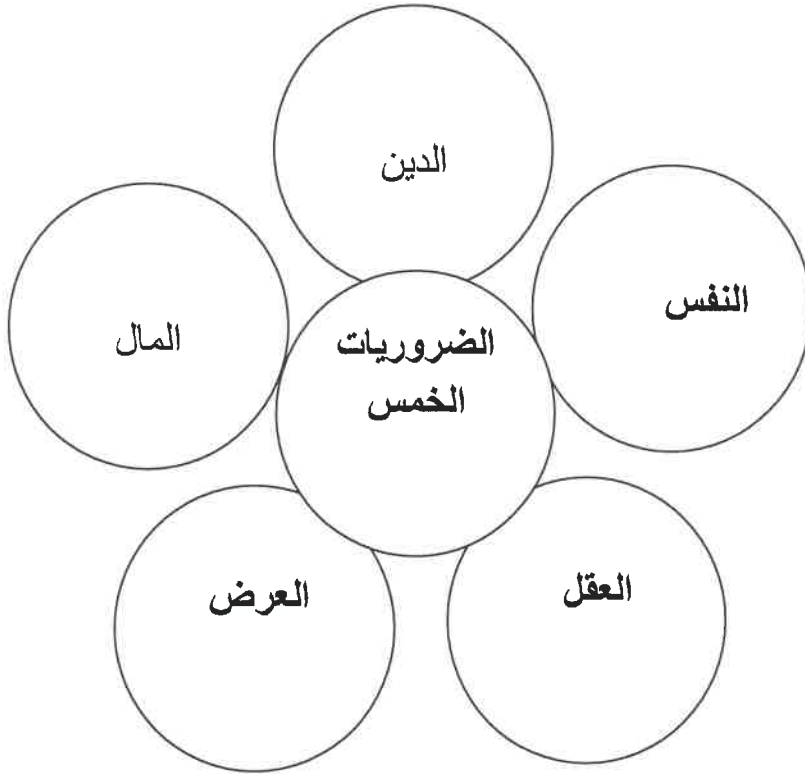 الدين
النفس
المال
الضروريات
الخمس
العقل
العرض